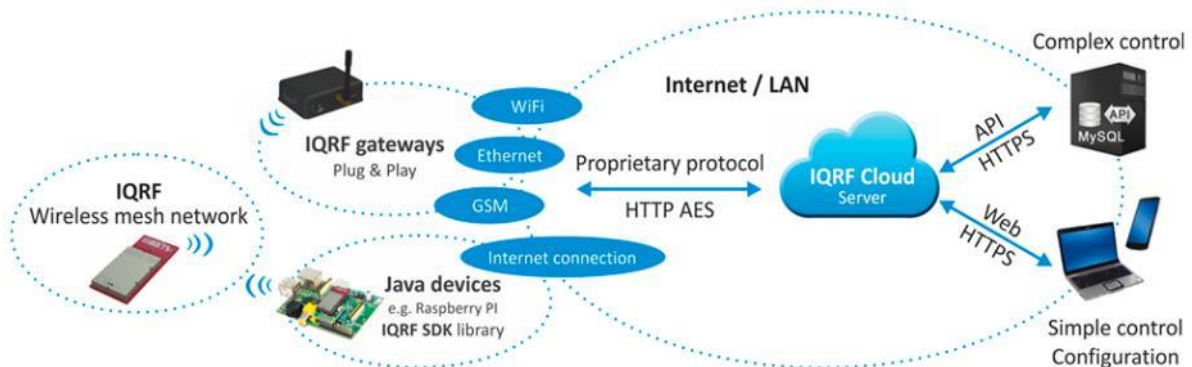 IQRF
Wireless mesh network
IQRF gateways
Plug & Play
Java devices
e.g. Raspberry PI
IQRF SDK library
WiFi
Ethernet
GSM
Internet connection
Internet / LAN
Proprietary protocol
HTTP AES
IQRF Cloud
Server
API
HTTPS
Web
HTTPS
Complex control
API
MySQL
Simple control
Configuration